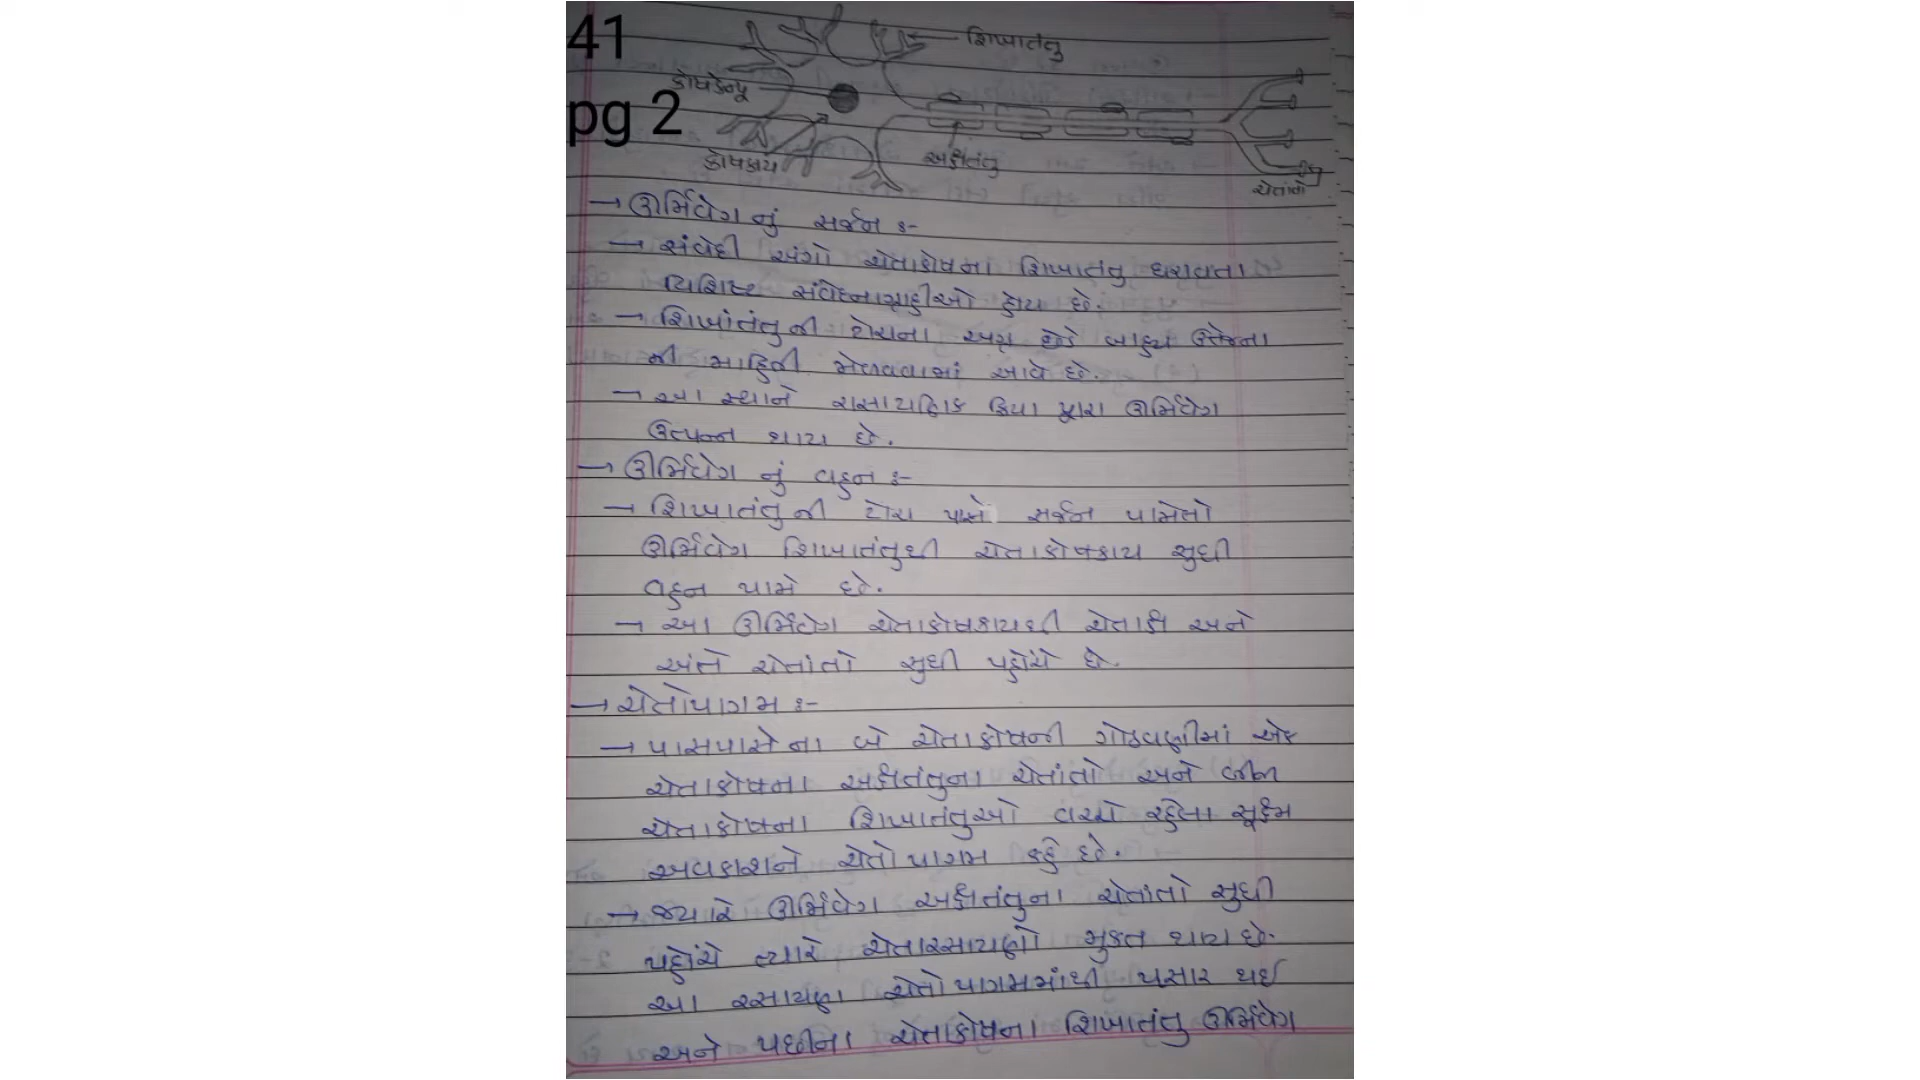 41
pg 2
શિખાતંતુ
કોષકેન્દ્ર
કોષકાય
અક્ષતંતુ
ચેતાંતો
→ ઊર્મિવેગ નું સર્જન :-
→ સંવેદી અંગો ચેતાકોષના શિખાતંતુ ધરાવતા
વિશિષ્ટ સંવેદનાગ્રાહીઓ હોય છે.
→ શિખાંતંતુ ની ટોચના અગ્ર છેડે બાહ્ય ઉત્તેજના
ની માહિતી મેળવવામાં આવે છે.
→ આ સ્થાને રાસાયણિક ક્રિયા દ્વારા ઊર્મિવેગ
ઉત્પન્ન થાય છે.
→ ઊર્મિવેગ નું વહન :-
→ શિખાતંતુ ની ટોચ પાસે સર્જન પામેલો
ઊર્મિવેગ શિખાતંતુથી ચેતાકોષકાય સુધી
વહન પામે છે.
→ આ ઊર્મિવેગ ચેતાકોષકાયથી ચેતાક્ષ અને
અંતે ચેતાંતો સુધી પહોંચે છે.
→ ચેતોપાગમ :-
→ પાસપાસે ના બે ચેતાકોષની ગોઠવણીમાં એક
ચેતાકોષના અક્ષતંતુના ચેતાંતો અને બીજા
ચેતાકોષના શિખાતંતુઓ વચ્ચે રહેલા સૂક્ષ્મ
અવકાશને ચેતોપાગમ કહે છે.
→ જ્યારે ઊર્મિવેગ અક્ષતંતુના ચેતાંતો સુધી
પહોંચે ત્યારે ચેતારસાયણો મુક્ત થાય છે.
આ રસાયણ ચેતોપાગમમાંથી પસાર થઈ
અને પછીના ચેતાકોષના શિખાતંતુ ઊર્મિવેગ